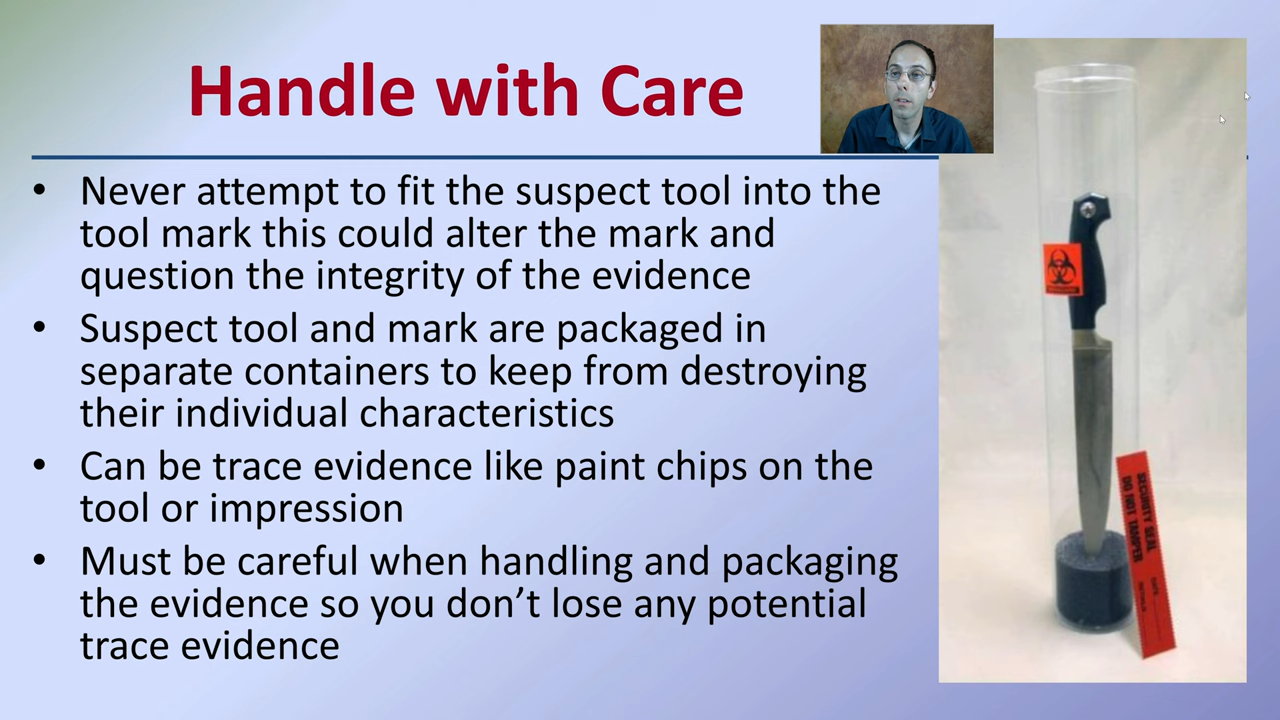 Handle with Care
• Never attempt to fit the suspect tool into the
tool mark this could alter the mark and
question the integrity of the evidence
• Suspect tool and mark are packaged in
separate containers to keep from destroying
their individual characteristics
• Can be trace evidence like paint chips on the
tool or impression
• Must be careful when handling and packaging
the evidence so you don’t lose any potential
trace evidence
SECURITY SEAL
DO NOT TAMPER